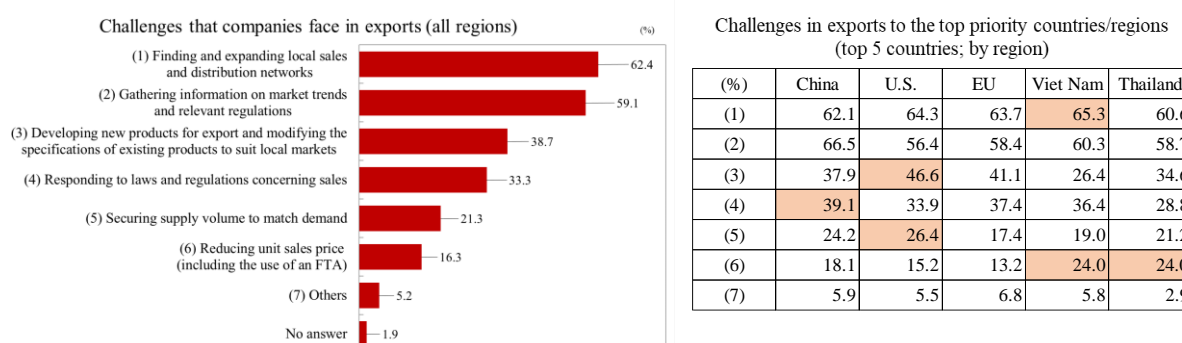 Challenges that companies face in exports (all regions)
(%)
(1) Finding and expanding local sales
and distribution networks
62.4
(2) Gathering information on market trends
and relevant regulations
59.1
(3) Developing new products for export and modifying the
specifications of existing products to suit local markets
38.7
(4) Responding to laws and regulations concerning sales
33.3
(5) Securing supply volume to match demand
21.3
(6) Reducing unit sales price
(including the use of an FTA)
16.3
(7) Others
5.2
No answer
1.9
Challenges in exports to the top priority countries/regions
(top 5 countries; by region)
(%) China U.S. EU Viet Nam Thailand
(1) 62.1 64.3 63.7 65.3
(2) 66.5 56.4 58.4 60.3
(3) 37.9 46.6 41.1 26.4
(4) 39.1 33.9 37.4 36.4
(5) 24.2 26.4 17.4 19.0
(6) 18.1 15.2 13.2 24.0
(7) 5.9 5.5 6.8 5.8